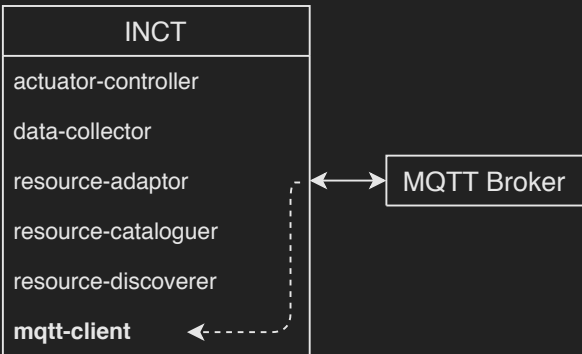 INCT
actuator-controller
data-collector
resource-adaptor
MQTT Broker
resource-cataloguer
resource-discoverer
mqtt-client